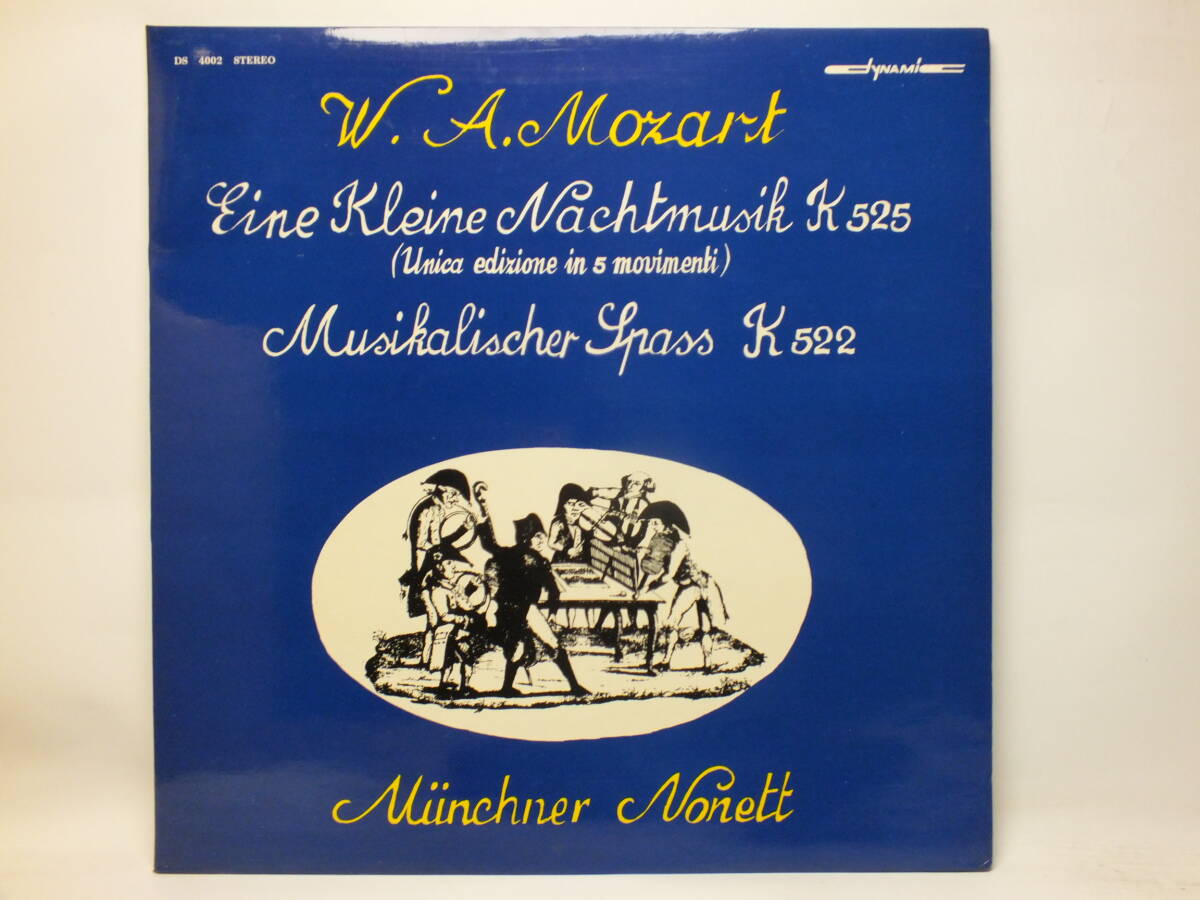 DS 4002 STEREO
dynamic
W. A. Mozart
Eine Kleine Nachtmusik K 525
(Unica edizione in 5 movimenti)
Musikalischer Spass K 522
Münchner Nonett